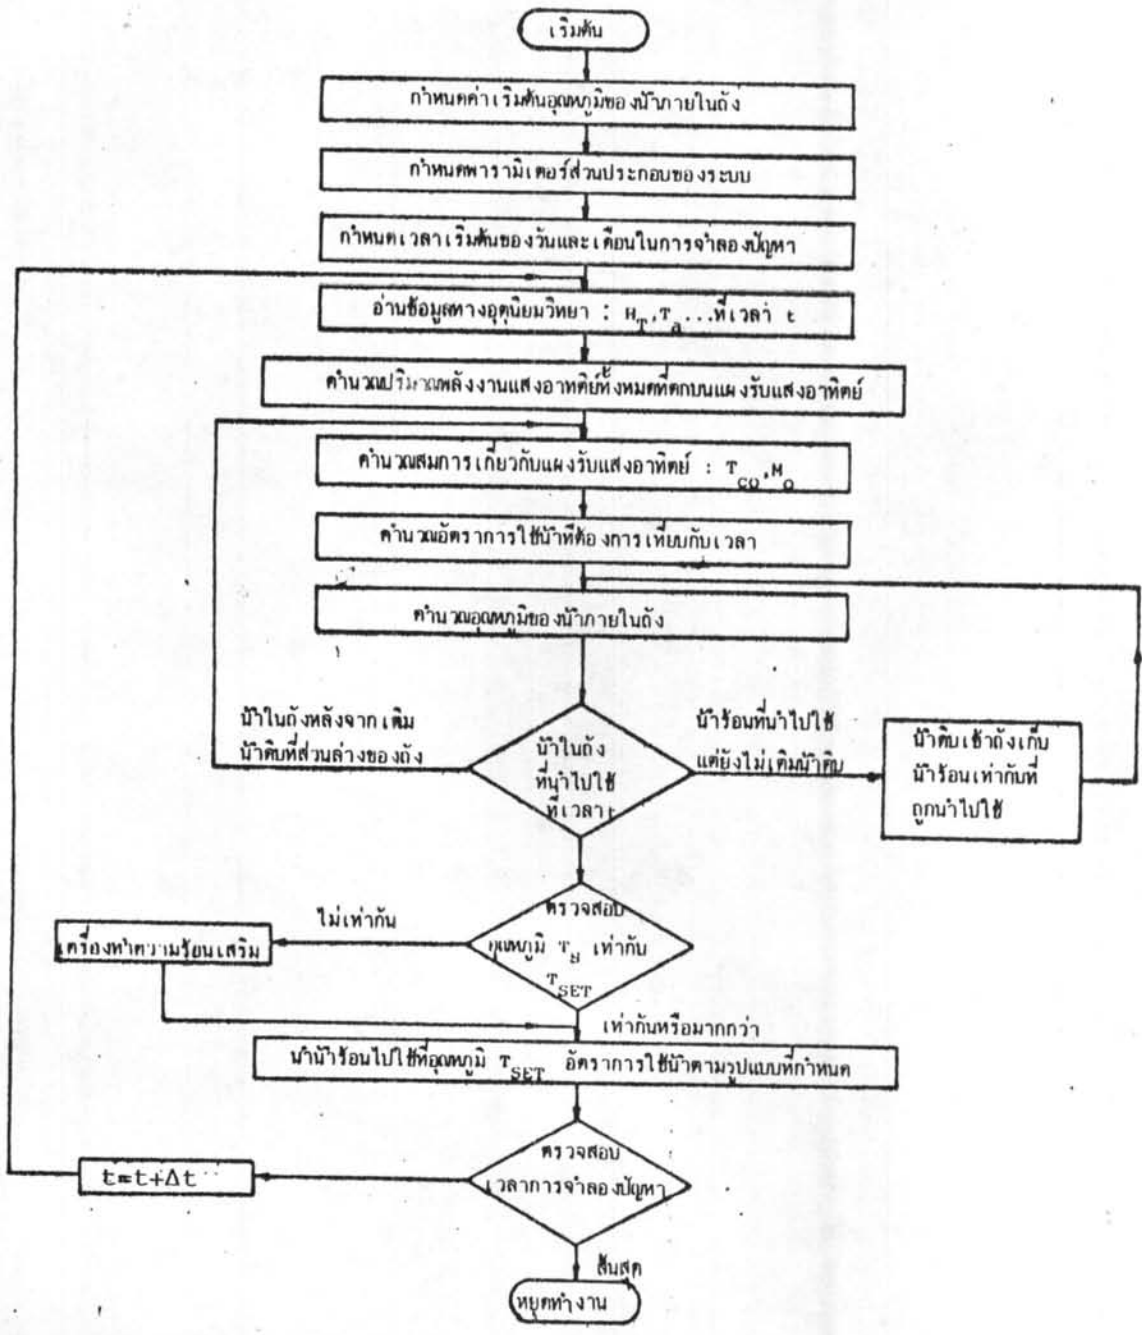 เริ่มต้น
กำหนดค่าเริ่มต้นอุณหภูมิของน้ำภายในถัง
กำหนดพารามิเตอร์ส่วนประกอบของระบบ
กำหนดเวลาเริ่มต้นของวันและเดือนในการจำลองปัญหา
อ่านข้อมูลทางอุตุนิยมวิทยา : H_T,T_a...ที่เวลา t
คำนวณปริมาณพลังงานแสงอาทิตย์ทั้งหมดที่ตกบนแผงรับแสงอาทิตย์
คำนวณสมการเกี่ยวกับแผงรับแสงอาทิตย์ : T_co,M_o
คำนวณอัตราการใช้น้ำที่ต้องการเทียบกับเวลา
คำนวณอุณหภูมิของน้ำภายในถัง
น้ำในถังหลังจากเติม
น้ำดิบที่ส่วนล่างของถัง
น้ำในถัง
ที่นำไปใช้
ที่เวลา t
น้ำร้อนที่นำไปใช้
แต่ยังไม่เติมน้ำดิบ
น้ำดิบเข้าถังเก็บ
น้ำร้อนเท่ากับที่
ถูกนำไปใช้
ไม่เท่ากัน
เครื่องทำความร้อนเสริม
ตรวจสอบ
อุณหภูมิ T_s เท่ากับ
T_SET
เท่ากันหรือมากกว่า
นำน้ำร้อนไปใช้ที่อุณหภูมิ T_SET อัตราการใช้น้ำตามรูปแบบที่กำหนด
ตรวจสอบ
เวลาการจำลองปัญหา
t=t+Δt
สิ้นสุด
หยุดทำงาน